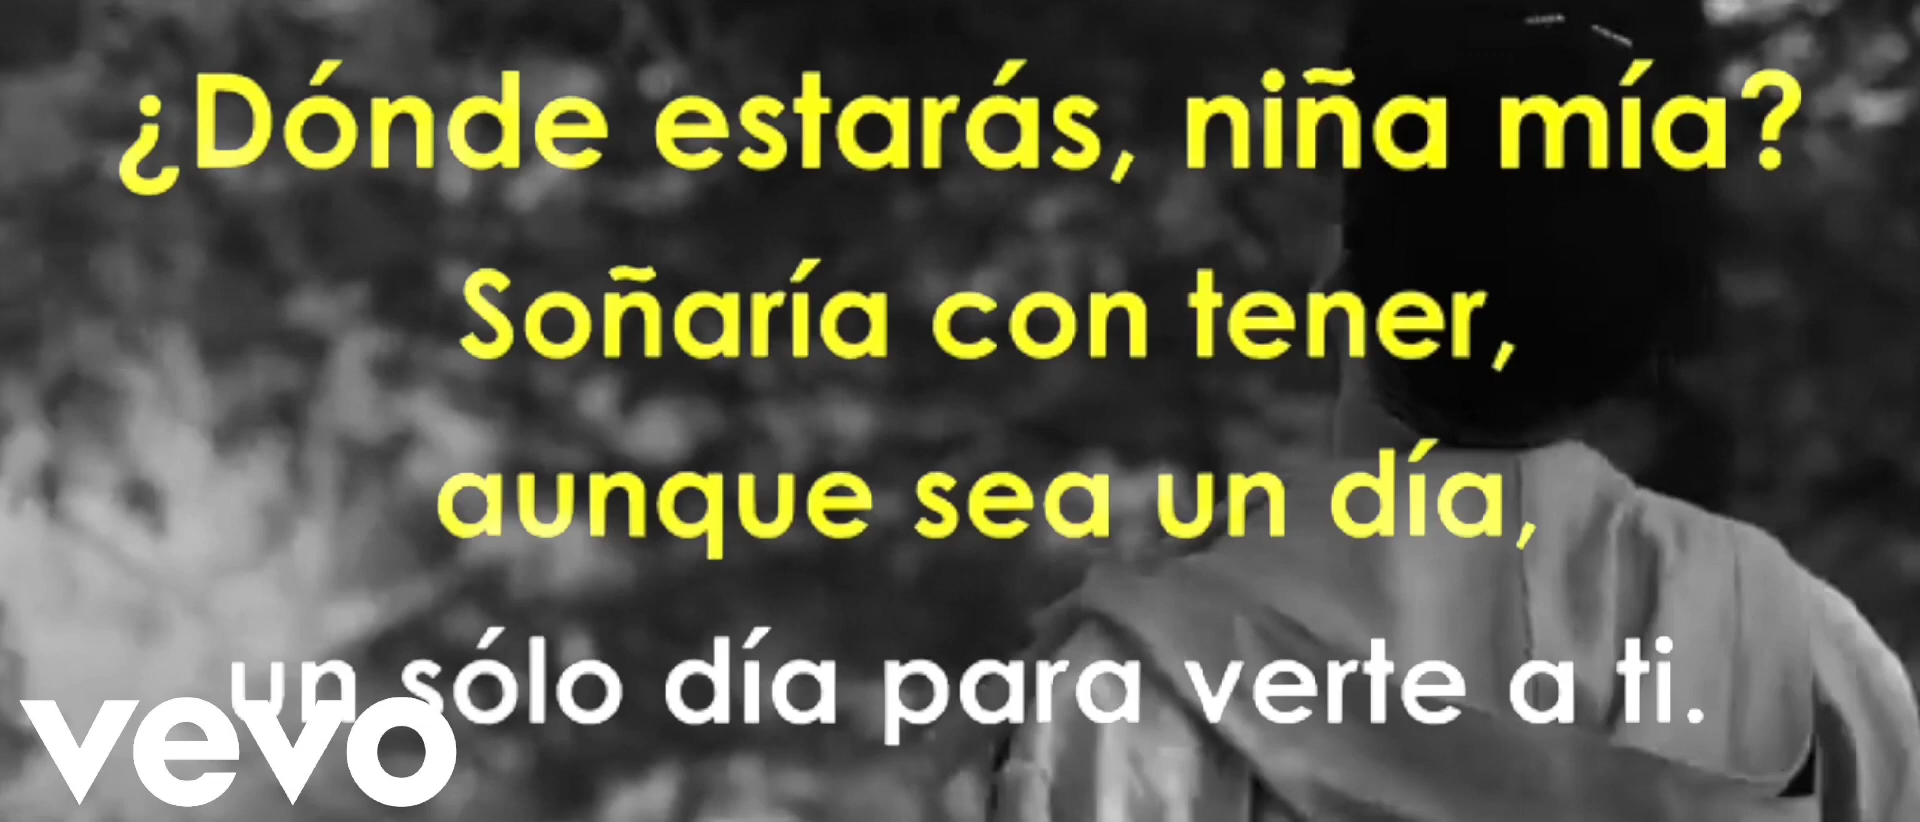 ¿Dónde estarás, niña mía?
Soñaría con tener,
aunque sea un día,
un sólo día para verte a ti.
vevo